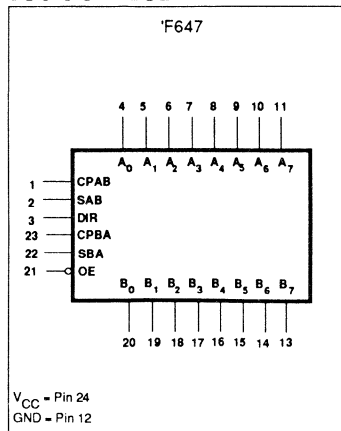 'F647
4 5 6 7 8 9 10 11
A0 A1 A2 A3 A4 A5 A6 A7
1 CPAB
2 SAB
3 DIR
23 CPBA
22 SBA
21 OE
B0 B1 B2 B3 B4 B5 B6 B7
20 19 18 17 16 15 14 13
VCC = Pin 24
GND = Pin 12